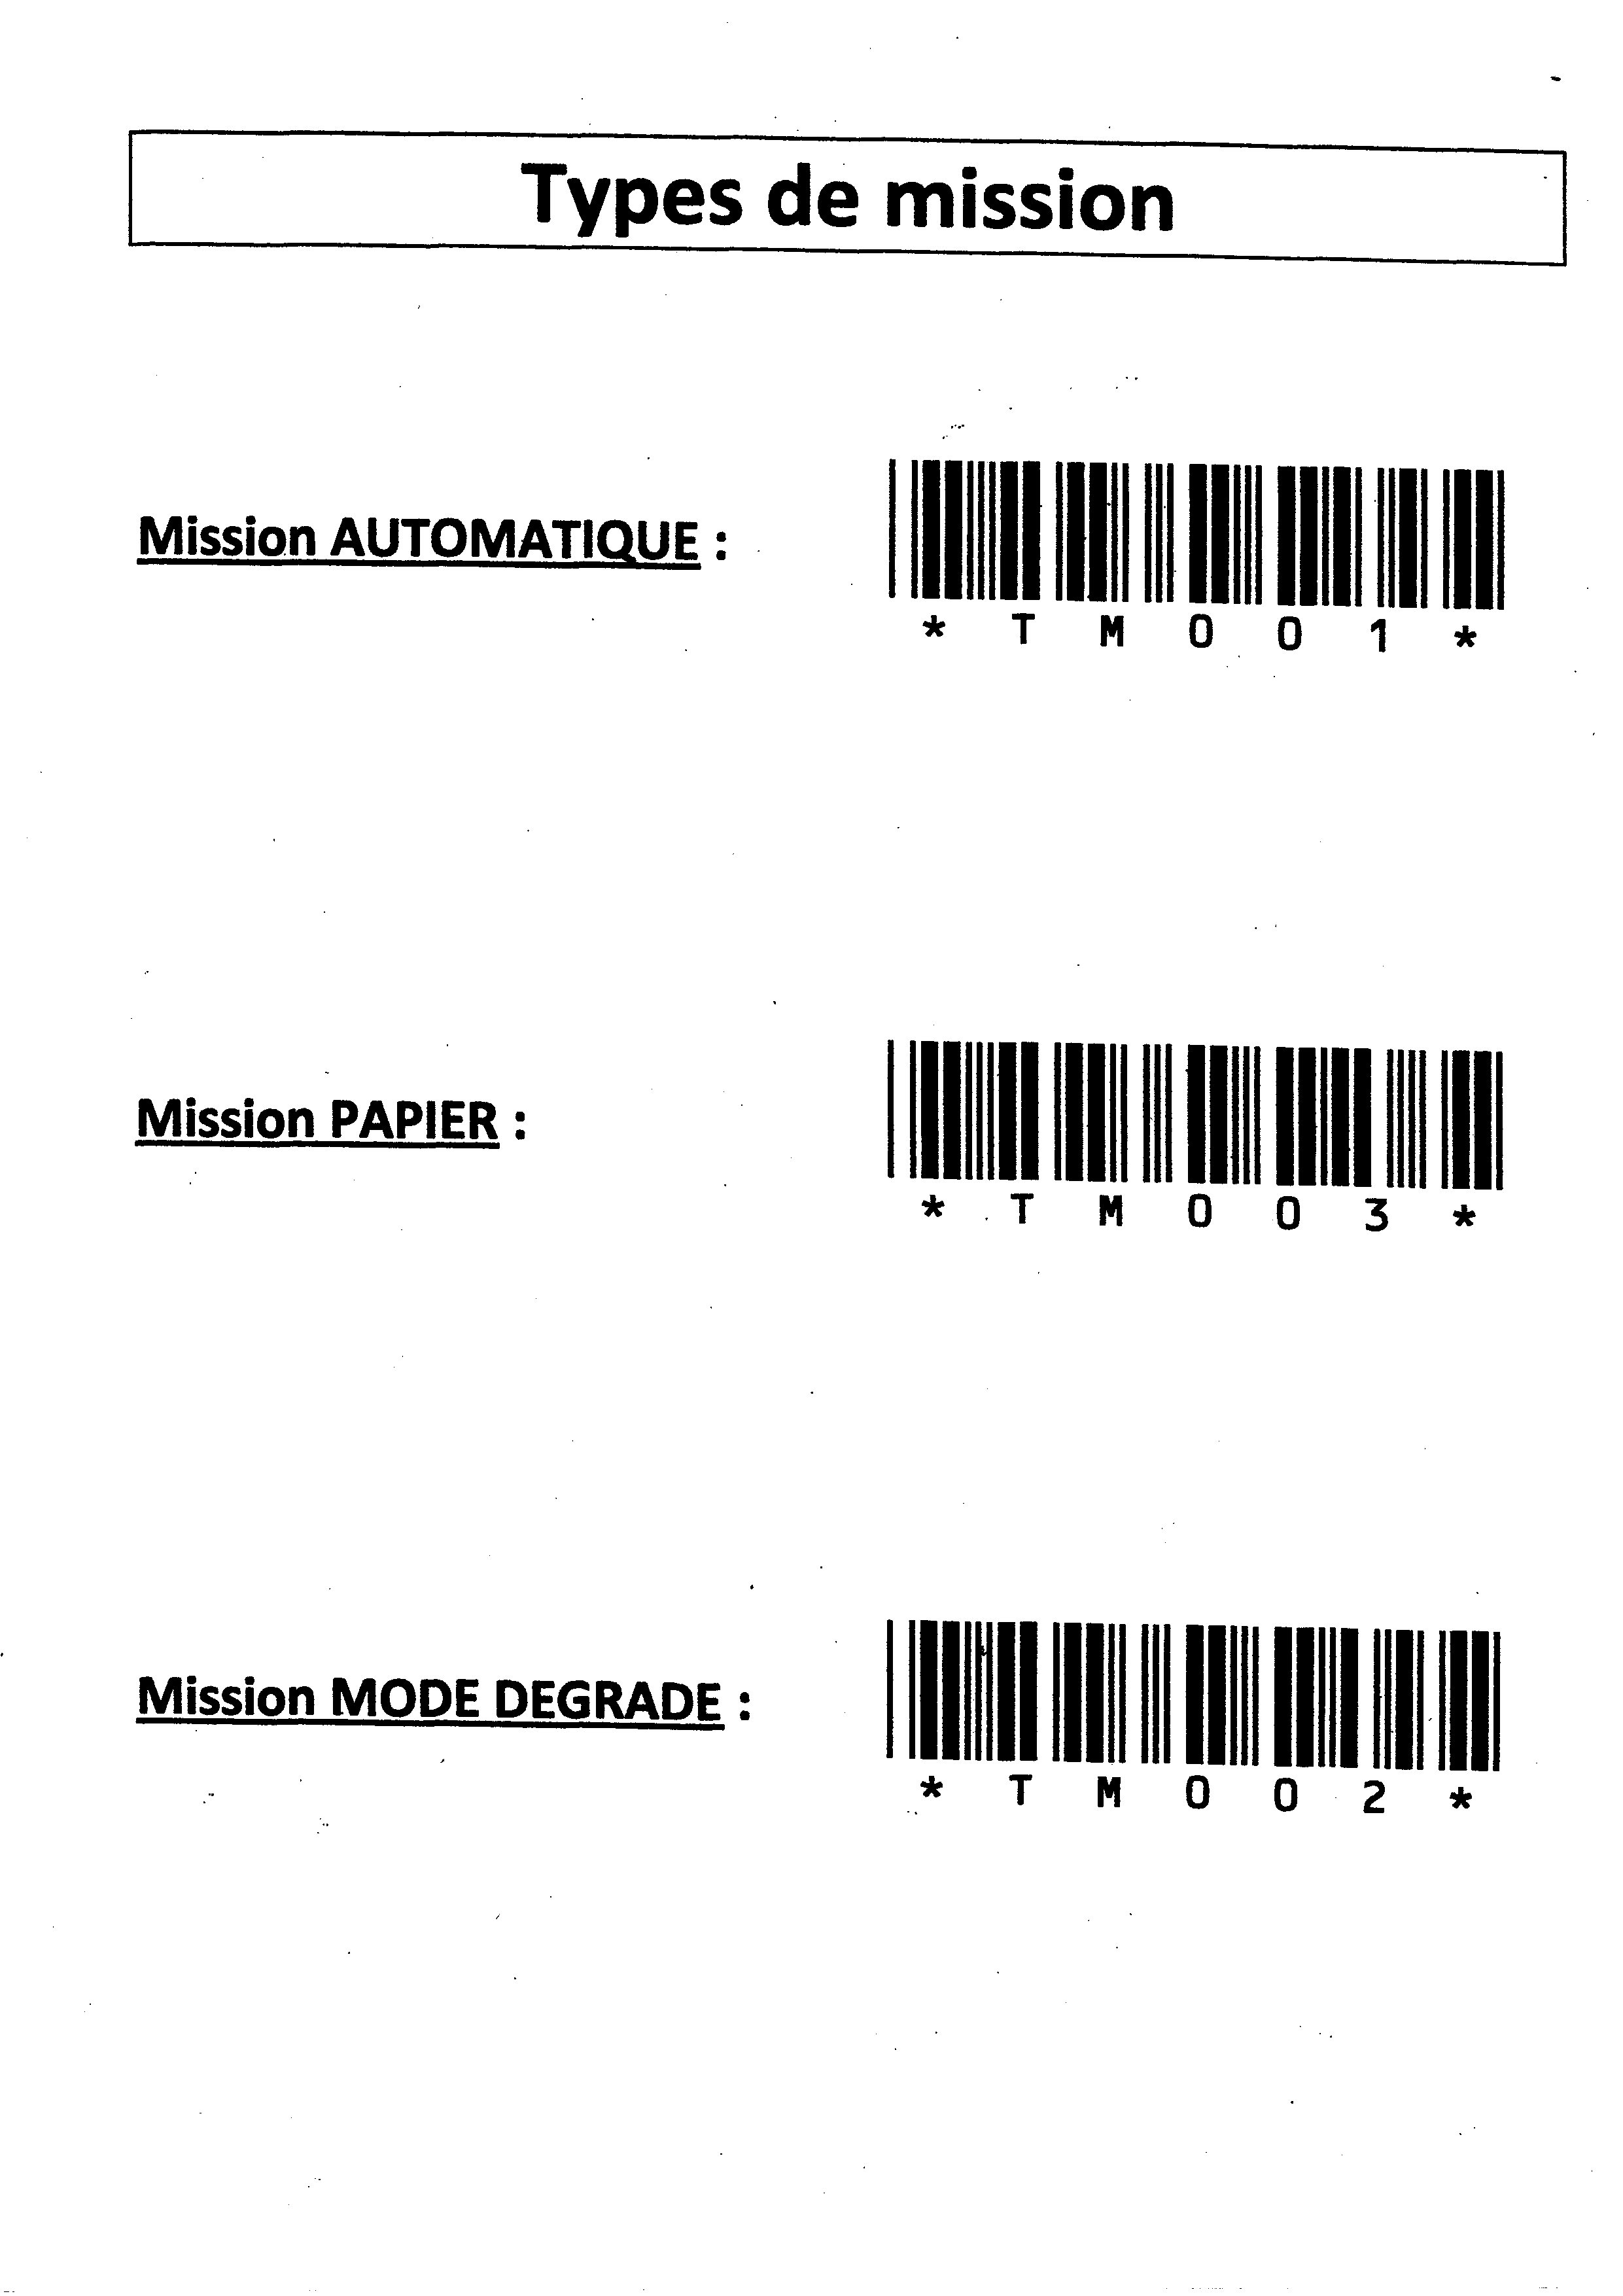 Types de mission
Mission AUTOMATIQUE :
*TM001*
Mission PAPIER :
*TM003*
Mission MODE DEGRADE :
*TM002*